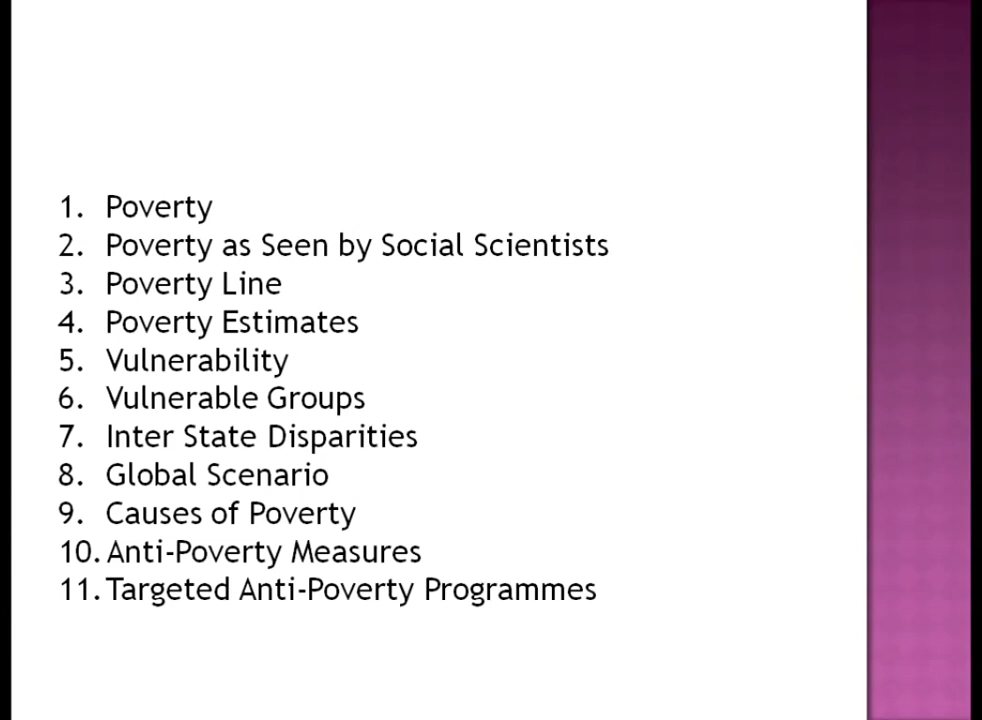 1. Poverty
2. Poverty as Seen by Social Scientists
3. Poverty Line
4. Poverty Estimates
5. Vulnerability
6. Vulnerable Groups
7. Inter State Disparities
8. Global Scenario
9. Causes of Poverty
10. Anti-Poverty Measures
11. Targeted Anti-Poverty Programmes